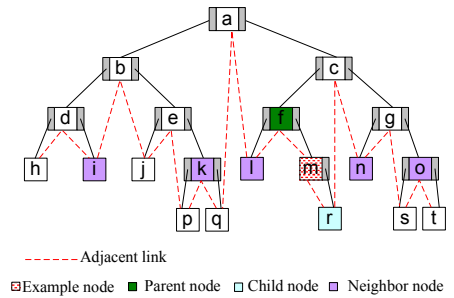 a
b c
d e f g
h i j k l m n o
p q r s t
Adjacent link
Example node Parent node Child node Neighbor node